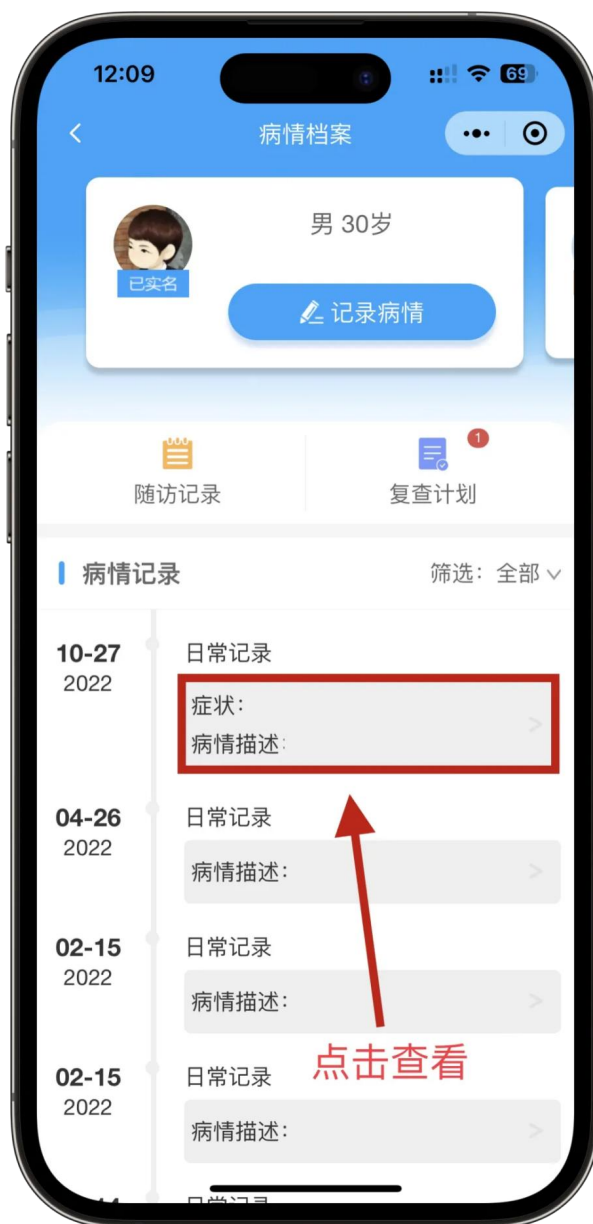 12:09
69
病情档案
男 30岁
已实名
记录病情
1
随访记录
复查计划
病情记录
筛选：全部
10-27
2022
日常记录
症状：
病情描述：
04-26
2022
日常记录
病情描述：
02-15
2022
日常记录
病情描述：
点击查看
02-15
2022
日常记录
病情描述：
日常记录